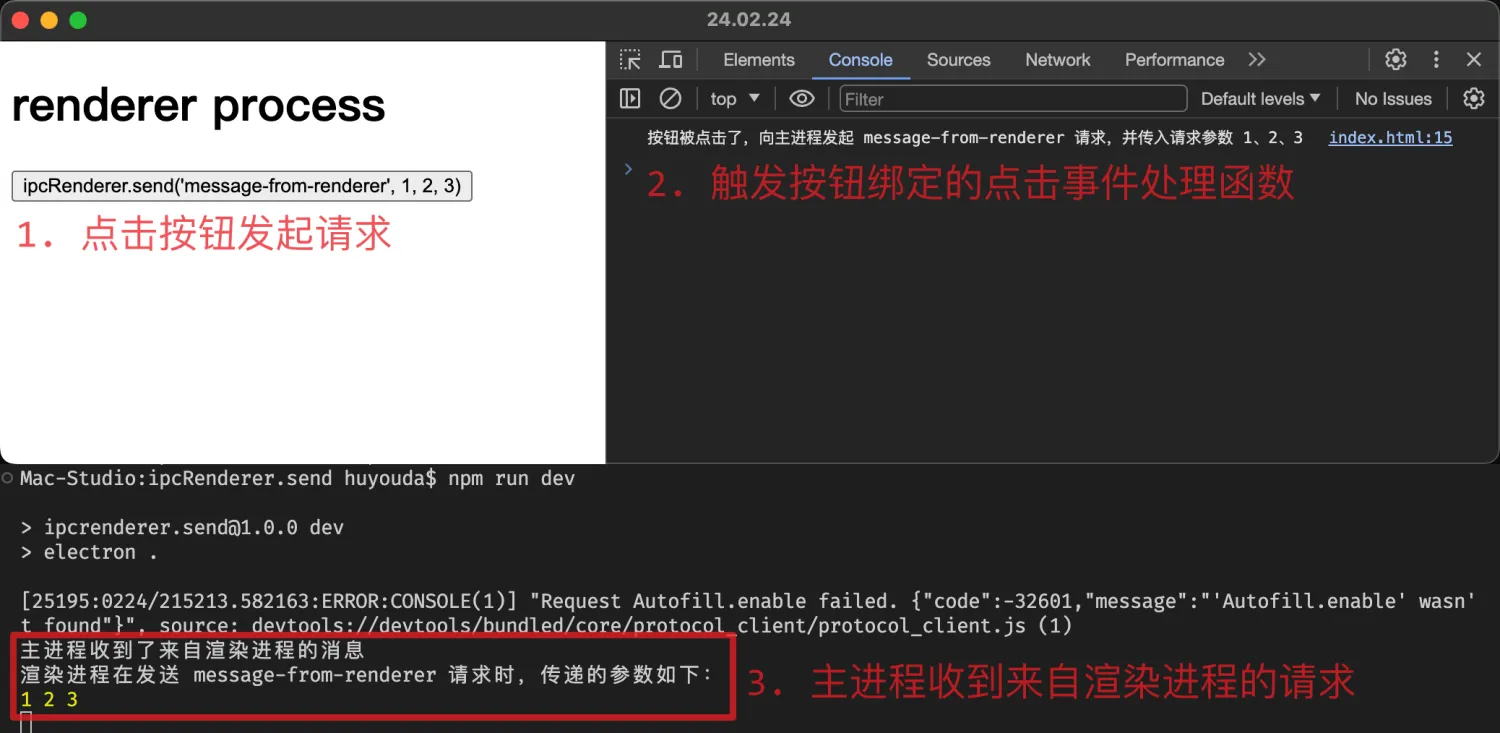 24.02.24
renderer process
ipcRenderer.send('message-from-renderer', 1, 2, 3)
1. 点击按钮发起请求
Elements Console Sources Network Performance
top Filter Default levels No Issues
按钮被点击了，向主进程发起 message-from-renderer 请求，并传入请求参数 1、2、3 index.html:15
2. 触发按钮绑定的点击事件处理函数
Mac-Studio:ipcRenderer.send huyouda$ npm run dev
> ipcrenderer.send@1.0.0 dev
> electron .
[25195:0224/215213.582163:ERROR:CONSOLE(1)] "Request Autofill.enable failed. {"code":-32601,"message":"'Autofill.enable' wasn'
t found"}", source: devtools://devtools/bundled/core/protocol_client/protocol_client.js (1)
主进程收到了来自渲染进程的消息
渲染进程在发送 message-from-renderer 请求时，传递的参数如下：
1 2 3
3. 主进程收到来自渲染进程的请求